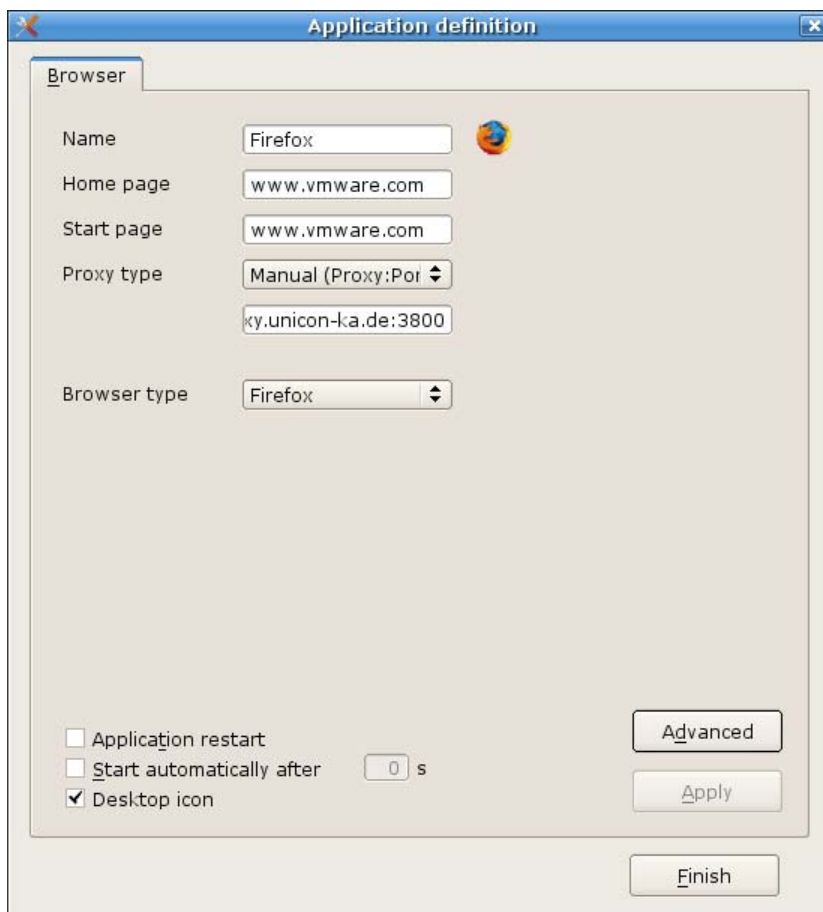 Application definition
Browser
Name Firefox
Home page www.vmware.com
Start page www.vmware.com
Proxy type Manual (Proxy:Por
xy.unicon-ka.de:3800
Browser type Firefox
Application restart
Start automatically after 0 s
Desktop icon
Advanced
Apply
Finish